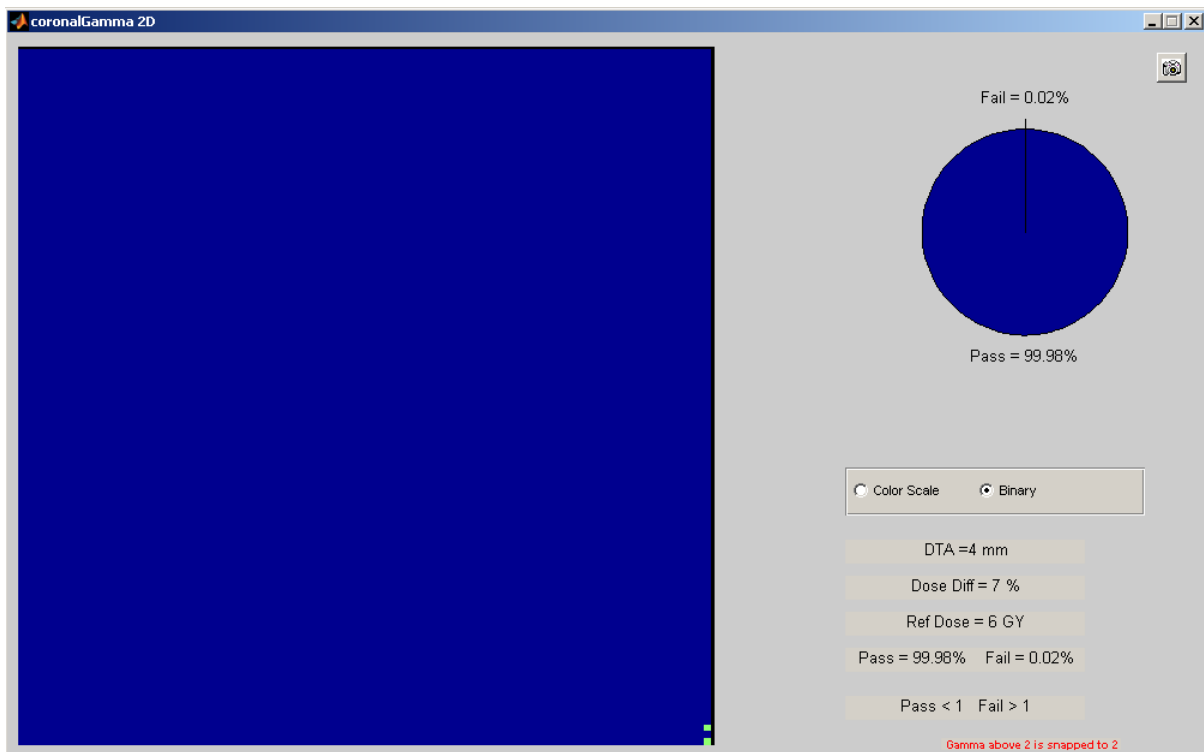 coronalGamma 2D
Fail = 0.02%
Pass = 99.98%
Color Scale Binary
DTA =4 mm
Dose Diff = 7 %
Ref Dose = 6 GY
Pass = 99.98% Fail = 0.02%
Pass < 1 Fail > 1
Gamma above 2 is snapped to 2